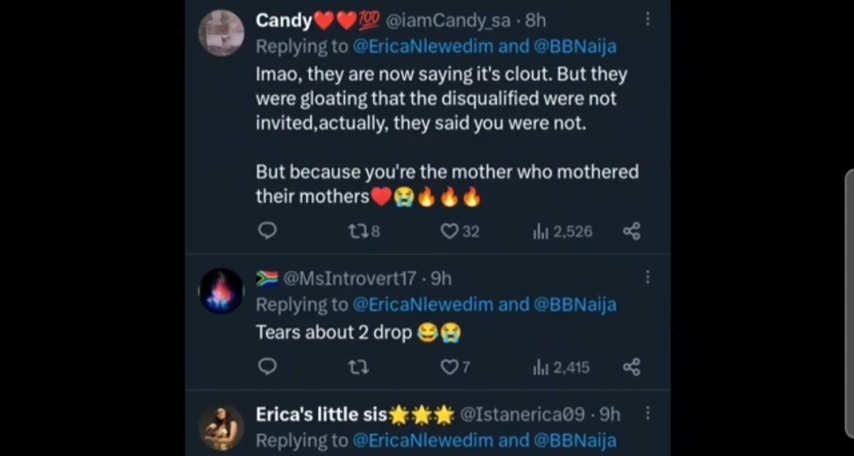 Candy❤️❤️💯 @iamCandy_sa · 8h
Replying to @EricaNlewedim and @BBNaija
lmao, they are now saying it's clout. But they
were gloating that the disqualified were not
invited,actually, they said you were not.
But because you're the mother who mothered
their mothers♥️😭🔥🔥🔥
8 32 2,526
🇿🇦 @MsIntrovert17 · 9h
Replying to @EricaNlewedim and @BBNaija
Tears about 2 drop 😂😭
7 2,415
Erica's little sis🌟🌟🌟 @Istanerica09 · 9h
Replying to @EricaNlewedim and @BBNaija